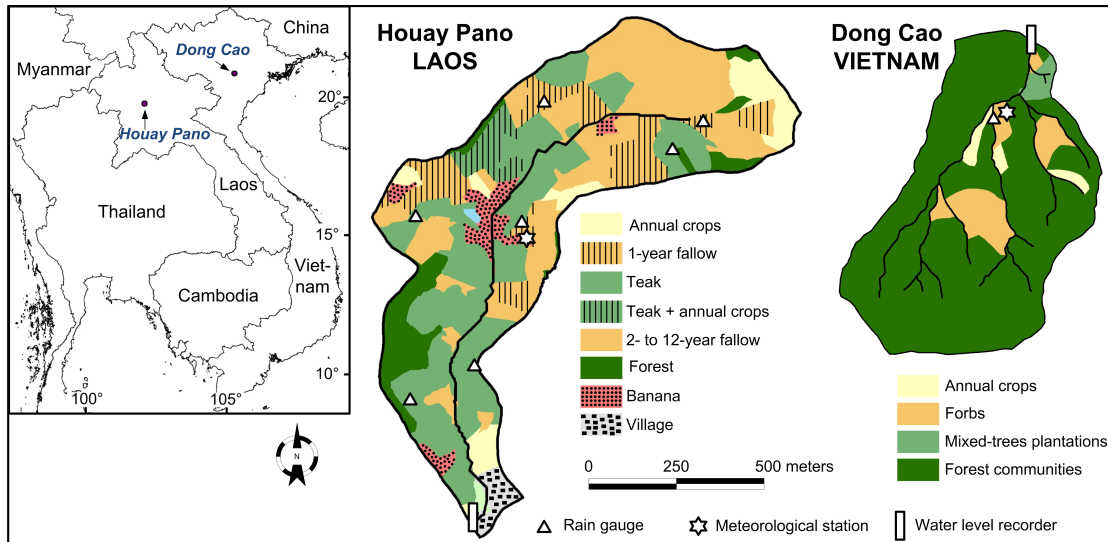 China
Dong Cao
Myanmar
20°
Houay Pano
Laos
Thailand
15°
Viet-
nam
Cambodia
10°
100°
105°
N
Houay Pano
LAOS
Annual crops
1-year fallow
Teak
Teak + annual crops
2- to 12-year fallow
Forest
Banana
Village
0 250 500 meters
Rain gauge
Meteorological station
Water level recorder
Dong Cao
VIETNAM
Annual crops
Forbs
Mixed-trees plantations
Forest communities